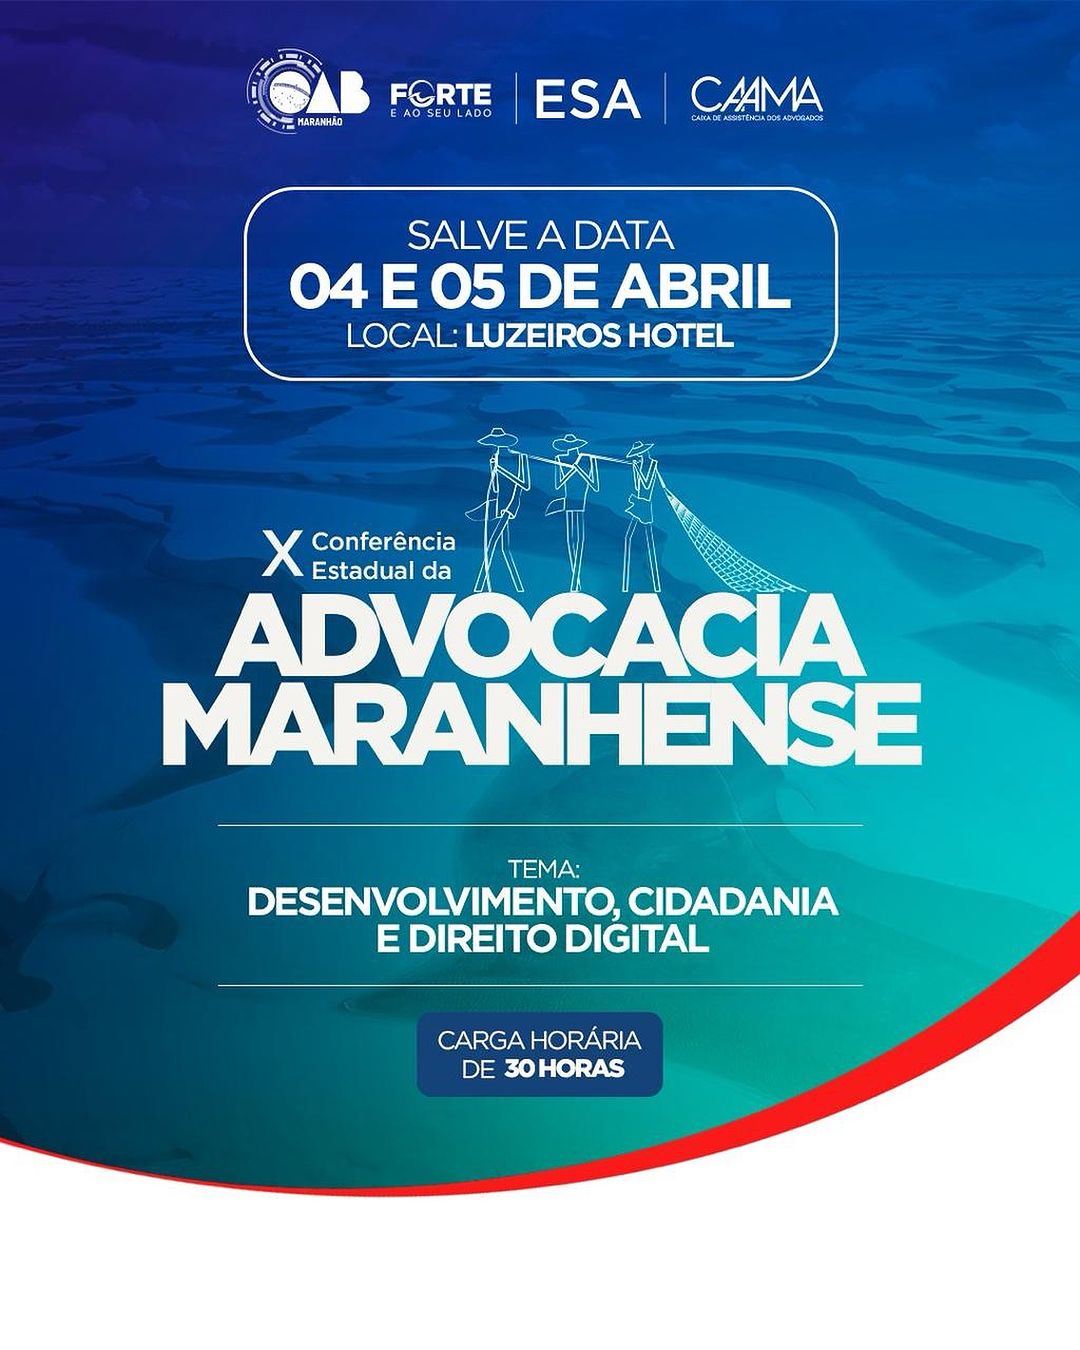 OAB
MARANHÃO
FORTE
E AO SEU LADO
ESA
CAAMA
CAIXA DE ASSISTÊNCIA DOS ADVOGADOS
SALVE A DATA
04 E 05 DE ABRIL
LOCAL: LUZEIROS HOTEL
X Conferência
Estadual da
ADVOCACIA
MARANHENSE
TEMA:
DESENVOLVIMENTO, CIDADANIA
E DIREITO DIGITAL
CARGA HORÁRIA
DE 30 HORAS